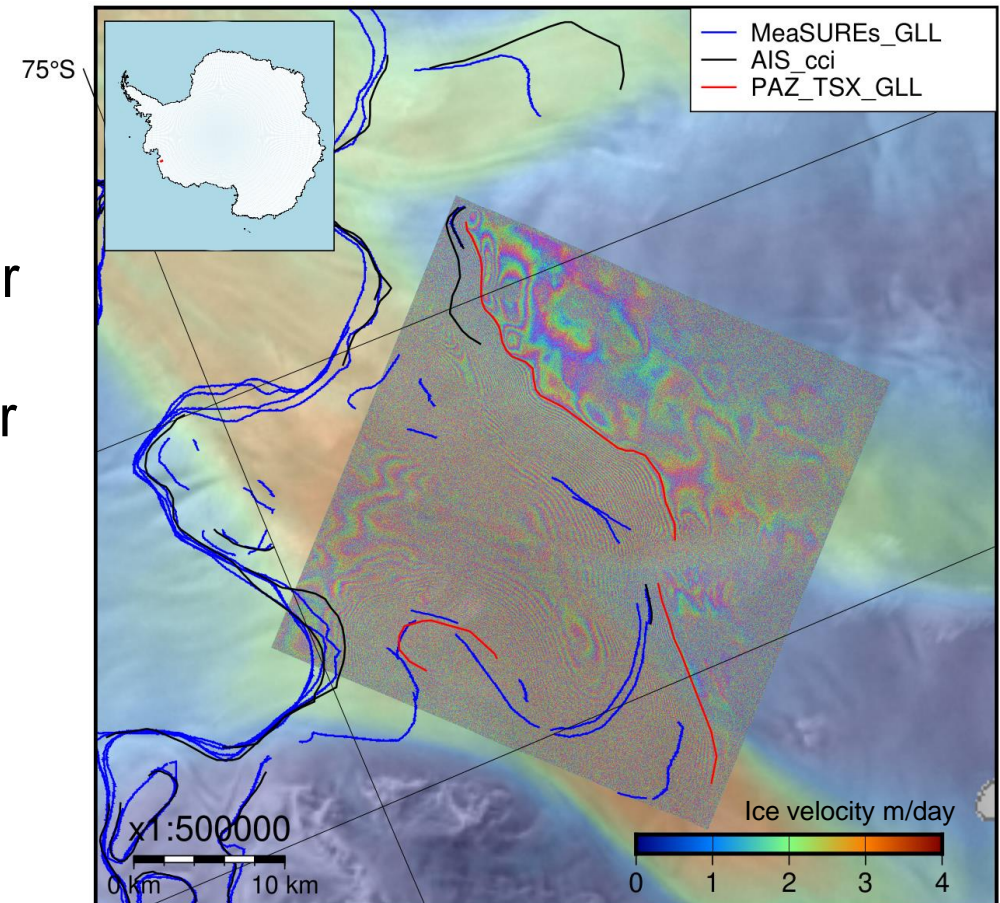 MeaSUREs_GLL
AIS_cci
PAZ_TSX_GLL
75°S
r
r
x1:500000
0 km 10 km
Ice velocity m/day
0 1 2 3 4